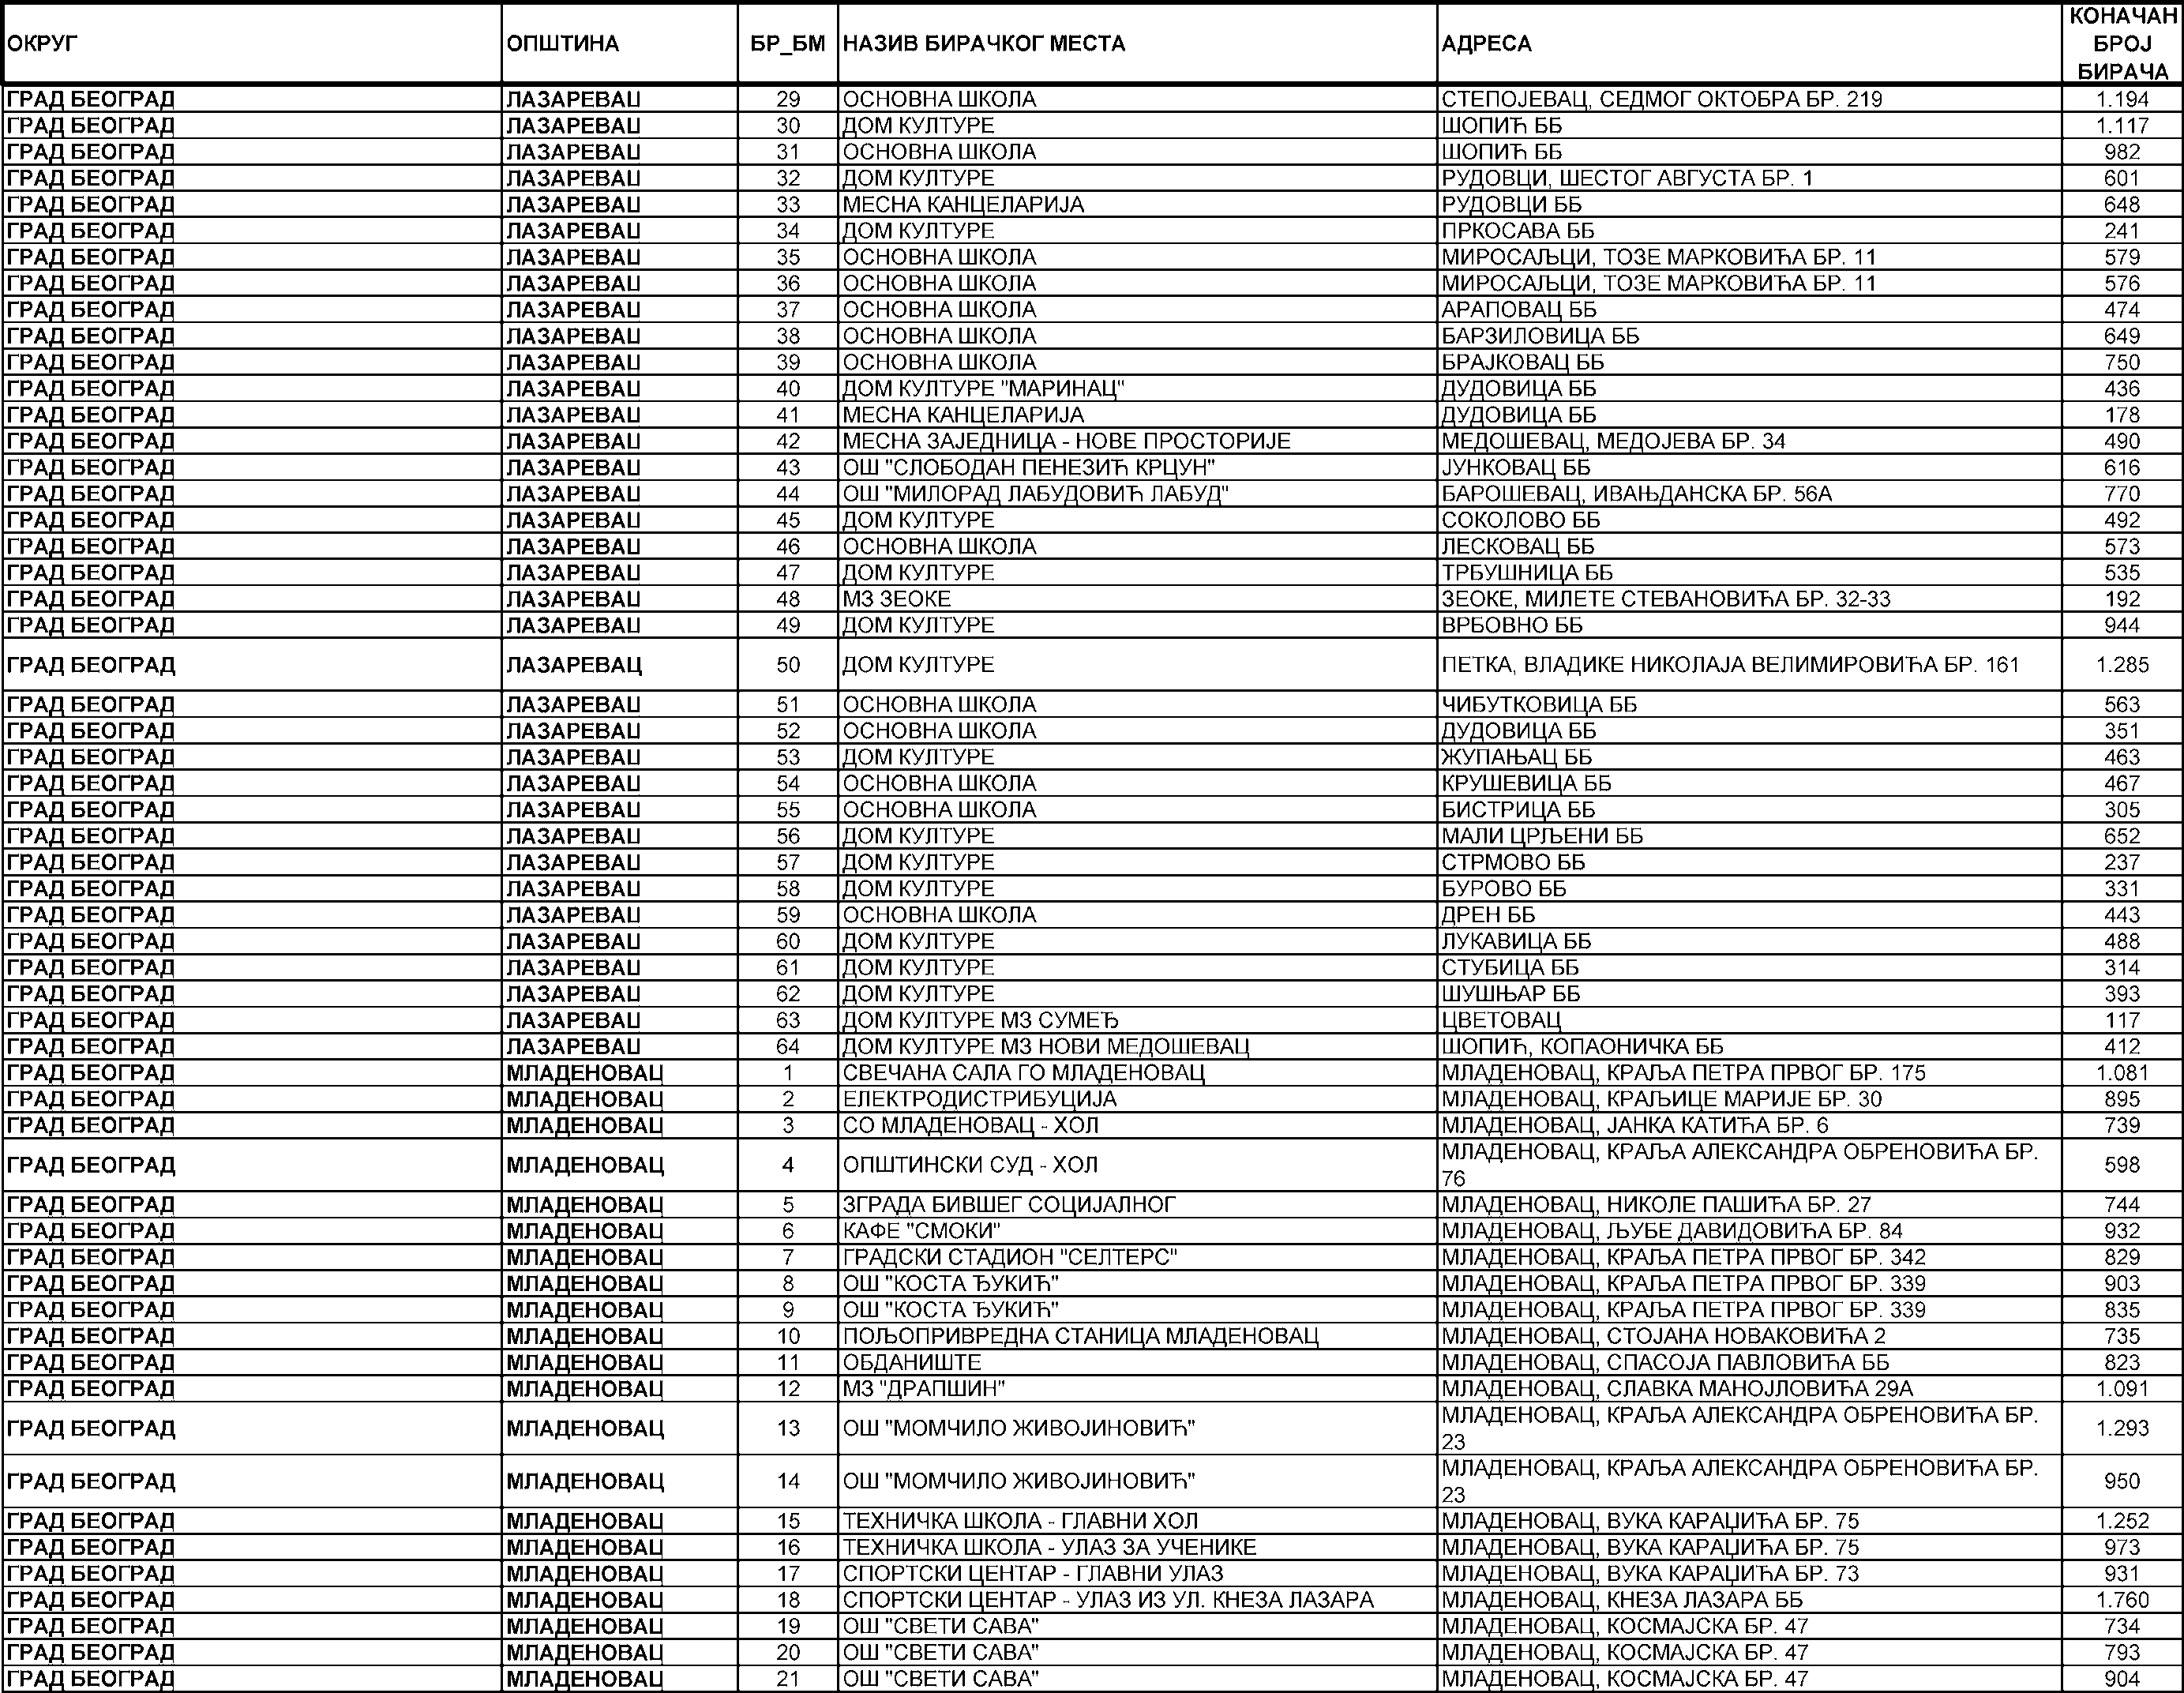 ОКРУГ ОПШТИНА БР_БМ НАЗИВ БИРАЧКОГ МЕСТА АДРЕСА КОНАЧАН БРОЈ БИРАЧА
ГРАД БЕОГРАД ЛАЗАРЕВАЦ 29 ОСНОВНА ШКОЛА СТЕПОЈЕВАЦ, СЕДМОГ ОКТОБРА БР. 219 1.194
ГРАД БЕОГРАД ЛАЗАРЕВАЦ 30 ДОМ КУЛТУРЕ ШОПИЋ ББ 1.117
ГРАД БЕОГРАД ЛАЗАРЕВАЦ 31 ОСНОВНА ШКОЛА ШОПИЋ ББ 982
ГРАД БЕОГРАД ЛАЗАРЕВАЦ 32 ДОМ КУЛТУРЕ РУДОВЦИ, ШЕСТОГ АВГУСТА БР. 1 601
ГРАД БЕОГРАД ЛАЗАРЕВАЦ 33 МЕСНА КАНЦЕЛАРИЈА РУДОВЦИ ББ 648
ГРАД БЕОГРАД ЛАЗАРЕВАЦ 34 ДОМ КУЛТУРЕ ПРКОСАВА ББ 241
ГРАД БЕОГРАД ЛАЗАРЕВАЦ 35 ОСНОВНА ШКОЛА МИРОСАЉЦИ, ТОЗЕ МАРКОВИЋА БР. 11 579
ГРАД БЕОГРАД ЛАЗАРЕВАЦ 36 ОСНОВНА ШКОЛА МИРОСАЉЦИ, ТОЗЕ МАРКОВИЋА БР. 11 576
ГРАД БЕОГРАД ЛАЗАРЕВАЦ 37 ОСНОВНА ШКОЛА АРАПОВАЦ ББ 474
ГРАД БЕОГРАД ЛАЗАРЕВАЦ 38 ОСНОВНА ШКОЛА БАРЗИЛОВИЦА ББ 649
ГРАД БЕОГРАД ЛАЗАРЕВАЦ 39 ОСНОВНА ШКОЛА БРАЈКОВАЦ ББ 750
ГРАД БЕОГРАД ЛАЗАРЕВАЦ 40 ДОМ КУЛТУРЕ "МАРИНАЦ" ДУДОВИЦА ББ 436
ГРАД БЕОГРАД ЛАЗАРЕВАЦ 41 МЕСНА КАНЦЕЛАРИЈА ДУДОВИЦА ББ 178
ГРАД БЕОГРАД ЛАЗАРЕВАЦ 42 МЕСНА ЗАЈЕДНИЦА - НОВЕ ПРОСТОРИЈЕ МЕДОШЕВАЦ, МЕДОЈЕВА БР. 34 490
ГРАД БЕОГРАД ЛАЗАРЕВАЦ 43 ОШ "СЛОБОДАН ПЕНЕЗИЋ КРЦУН" ЈУНКОВАЦ ББ 616
ГРАД БЕОГРАД ЛАЗАРЕВАЦ 44 ОШ "МИЛОРАД ЛАБУДОВИЋ ЛАБУД" БАРОШЕВАЦ, ИВАЊДАНСКА БР. 56А 770
ГРАД БЕОГРАД ЛАЗАРЕВАЦ 45 ДОМ КУЛТУРЕ СОКОЛОВО ББ 492
ГРАД БЕОГРАД ЛАЗАРЕВАЦ 46 ОСНОВНА ШКОЛА ЛЕСКОВАЦ ББ 573
ГРАД БЕОГРАД ЛАЗАРЕВАЦ 47 ДОМ КУЛТУРЕ ТРБУШНИЦА ББ 535
ГРАД БЕОГРАД ЛАЗАРЕВАЦ 48 МЗ ЗЕОКЕ ЗЕОКЕ, МИЛЕТЕ СТЕВАНОВИЋА БР. 32-33 192
ГРАД БЕОГРАД ЛАЗАРЕВАЦ 49 ДОМ КУЛТУРЕ ВРБОВНО ББ 944
ГРАД БЕОГРАД ЛАЗАРЕВАЦ 50 ДОМ КУЛТУРЕ ПЕТКА, ВЛАДИКЕ НИКОЛАЈА ВЕЛИМИРОВИЋА БР. 161 1.285
ГРАД БЕОГРАД ЛАЗАРЕВАЦ 51 ОСНОВНА ШКОЛА ЧИБУТКОВИЦА ББ 563
ГРАД БЕОГРАД ЛАЗАРЕВАЦ 52 ОСНОВНА ШКОЛА ДУДОВИЦА ББ 351
ГРАД БЕОГРАД ЛАЗАРЕВАЦ 53 ДОМ КУЛТУРЕ ЖУПАЊАЦ ББ 463
ГРАД БЕОГРАД ЛАЗАРЕВАЦ 54 ОСНОВНА ШКОЛА КРУШЕВИЦА ББ 467
ГРАД БЕОГРАД ЛАЗАРЕВАЦ 55 ОСНОВНА ШКОЛА БИСТРИЦА ББ 305
ГРАД БЕОГРАД ЛАЗАРЕВАЦ 56 ДОМ КУЛТУРЕ МАЛИ ЦРЉЕНИ ББ 652
ГРАД БЕОГРАД ЛАЗАРЕВАЦ 57 ДОМ КУЛТУРЕ СТРМОВО ББ 237
ГРАД БЕОГРАД ЛАЗАРЕВАЦ 58 ДОМ КУЛТУРЕ БУРОВО ББ 331
ГРАД БЕОГРАД ЛАЗАРЕВАЦ 59 ОСНОВНА ШКОЛА ДРЕН ББ 443
ГРАД БЕОГРАД ЛАЗАРЕВАЦ 60 ДОМ КУЛТУРЕ ЛУКАВИЦА ББ 488
ГРАД БЕОГРАД ЛАЗАРЕВАЦ 61 ДОМ КУЛТУРЕ СТУБИЦА ББ 314
ГРАД БЕОГРАД ЛАЗАРЕВАЦ 62 ДОМ КУЛТУРЕ ШУШЊАР ББ 393
ГРАД БЕОГРАД ЛАЗАРЕВАЦ 63 ДОМ КУЛТУРЕ МЗ СУМЕЂ ЦВЕТОВАЦ 117
ГРАД БЕОГРАД ЛАЗАРЕВАЦ 64 ДОМ КУЛТУРЕ МЗ НОВИ МЕДОШЕВАЦ ШОПИЋ, КОПАОНИЧКА ББ 412
ГРАД БЕОГРАД МЛАДЕНОВАЦ 1 СВЕЧАНА САЛА ГО МЛАДЕНОВАЦ МЛАДЕНОВАЦ, КРАЉА ПЕТРА ПРВОГ БР. 175 1.081
ГРАД БЕОГРАД МЛАДЕНОВАЦ 2 ЕЛЕКТРОДИСТРИБУЦИЈА МЛАДЕНОВАЦ, КРАЉИЦЕ МАРИЈЕ БР. 30 895
ГРАД БЕОГРАД МЛАДЕНОВАЦ 3 СО МЛАДЕНОВАЦ - ХОЛ МЛАДЕНОВАЦ, ЈАНКА КАТИЋА БР. 6 739
ГРАД БЕОГРАД МЛАДЕНОВАЦ 4 ОПШТИНСКИ СУД - ХОЛ МЛАДЕНОВАЦ, КРАЉА АЛЕКСАНДРА ОБРЕНОВИЋА БР. 76 598
ГРАД БЕОГРАД МЛАДЕНОВАЦ 5 ЗГРАДА БИВШЕГ СОЦИЈАЛНОГ МЛАДЕНОВАЦ, НИКОЛЕ ПАШИЋА БР. 27 744
ГРАД БЕОГРАД МЛАДЕНОВАЦ 6 КАФЕ "СМОКИ" МЛАДЕНОВАЦ, ЉУБЕ ДАВИДОВИЋА БР. 84 932
ГРАД БЕОГРАД МЛАДЕНОВАЦ 7 ГРАДСКИ СТАДИОН "СЕЛТЕРС" МЛАДЕНОВАЦ, КРАЉА ПЕТРА ПРВОГ БР. 342 829
ГРАД БЕОГРАД МЛАДЕНОВАЦ 8 ОШ "КОСТА ЂУКИЋ" МЛАДЕНОВАЦ, КРАЉА ПЕТРА ПРВОГ БР. 339 903
ГРАД БЕОГРАД МЛАДЕНОВАЦ 9 ОШ "КОСТА ЂУКИЋ" МЛАДЕНОВАЦ, КРАЉА ПЕТРА ПРВОГ БР. 339 835
ГРАД БЕОГРАД МЛАДЕНОВАЦ 10 ПОЉОПРИВРЕДНА СТАНИЦА МЛАДЕНОВАЦ МЛАДЕНОВАЦ, СТОЈАНА НОВАКОВИЋА 2 735
ГРАД БЕОГРАД МЛАДЕНОВАЦ 11 ОБДАНИШТЕ МЛАДЕНОВАЦ, СПАСОЈА ПАВЛОВИЋА ББ 823
ГРАД БЕОГРАД МЛАДЕНОВАЦ 12 МЗ "ДРАПШИН" МЛАДЕНОВАЦ, СЛАВКА МАНОЈЛОВИЋА 29А 1.091
ГРАД БЕОГРАД МЛАДЕНОВАЦ 13 ОШ "МОМЧИЛО ЖИВОЈИНОВИЋ" МЛАДЕНОВАЦ, КРАЉА АЛЕКСАНДРА ОБРЕНОВИЋА БР. 23 1.293
ГРАД БЕОГРАД МЛАДЕНОВАЦ 14 ОШ "МОМЧИЛО ЖИВОЈИНОВИЋ" МЛАДЕНОВАЦ, КРАЉА АЛЕКСАНДРА ОБРЕНОВИЋА БР. 23 950
ГРАД БЕОГРАД МЛАДЕНОВАЦ 15 ТЕХНИЧКА ШКОЛА - ГЛАВНИ ХОЛ МЛАДЕНОВАЦ, ВУКА КАРАЏИЋА БР. 75 1.252
ГРАД БЕОГРАД МЛАДЕНОВАЦ 16 ТЕХНИЧКА ШКОЛА - УЛАЗ ЗА УЧЕНИКЕ МЛАДЕНОВАЦ, ВУКА КАРАЏИЋА БР. 75 973
ГРАД БЕОГРАД МЛАДЕНОВАЦ 17 СПОРТСКИ ЦЕНТАР - ГЛАВНИ УЛАЗ МЛАДЕНОВАЦ, ВУКА КАРАЏИЋА БР. 73 931
ГРАД БЕОГРАД МЛАДЕНОВАЦ 18 СПОРТСКИ ЦЕНТАР - УЛАЗ ИЗ УЛ. КНЕЗА ЛАЗАРА МЛАДЕНОВАЦ, КНЕЗА ЛАЗАРА ББ 1.760
ГРАД БЕОГРАД МЛАДЕНОВАЦ 19 ОШ "СВЕТИ САВА" МЛАДЕНОВАЦ, КОСМАЈСКА БР. 47 734
ГРАД БЕОГРАД МЛАДЕНОВАЦ 20 ОШ "СВЕТИ САВА" МЛАДЕНОВАЦ, КОСМАЈСКА БР. 47 793
ГРАД БЕОГРАД МЛАДЕНОВАЦ 21 ОШ "СВЕТИ САВА" МЛАДЕНОВАЦ, КОСМАЈСКА БР. 47 904